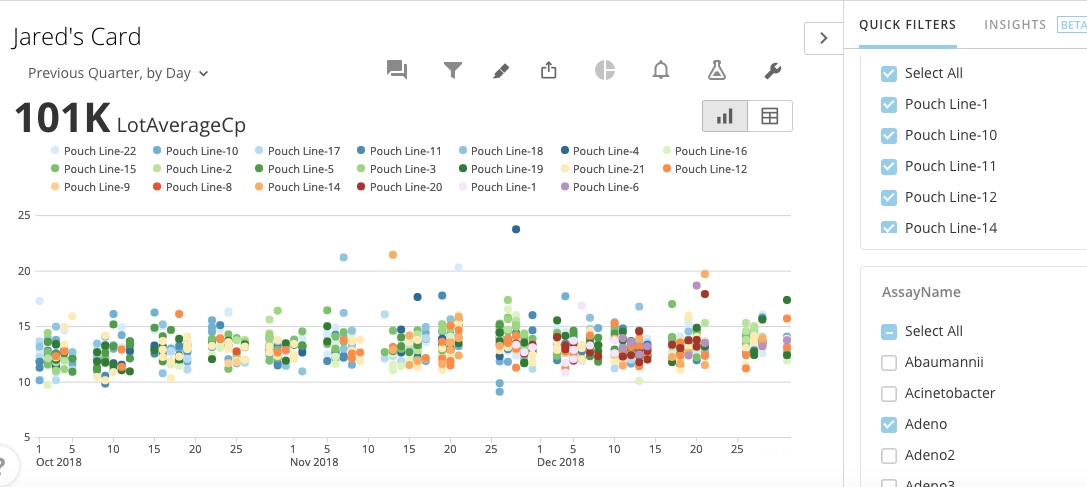 Jared's Card
Previous Quarter, by Day
101K LotAverageCp
Pouch Line-22 Pouch Line-10 Pouch Line-17 Pouch Line-11 Pouch Line-18 Pouch Line-4 Pouch Line-16
Pouch Line-15 Pouch Line-2 Pouch Line-5 Pouch Line-3 Pouch Line-19 Pouch Line-21 Pouch Line-12
Pouch Line-9 Pouch Line-8 Pouch Line-14 Pouch Line-20 Pouch Line-1 Pouch Line-6
25
20
15
10
5
1 5 10 15 20 25 1 5 10 15 20 25 1 5 10 15 20 25
Oct 2018 Nov 2018 Dec 2018
?
QUICK FILTERS INSIGHTS BETA
Select All
Pouch Line-1
Pouch Line-10
Pouch Line-11
Pouch Line-12
Pouch Line-14
AssayName
Select All
Abaumannii
Acinetobacter
Adeno
Adeno2
Adeno3